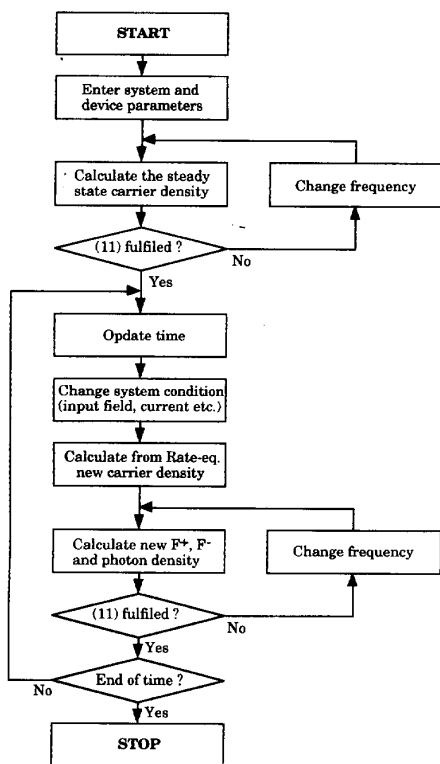 START
Enter system and
device parameters
Calculate the steady
state carrier density
Change frequency
(11) fulfiled ?
No
Yes
Opdate time
Change system condition
(input field, current etc.)
Calculate from Rate-eq.
new carrier density
Calculate new F+, F-
and photon density
Change frequency
(11) fulfiled ?
No
Yes
End of time ?
No
Yes
STOP